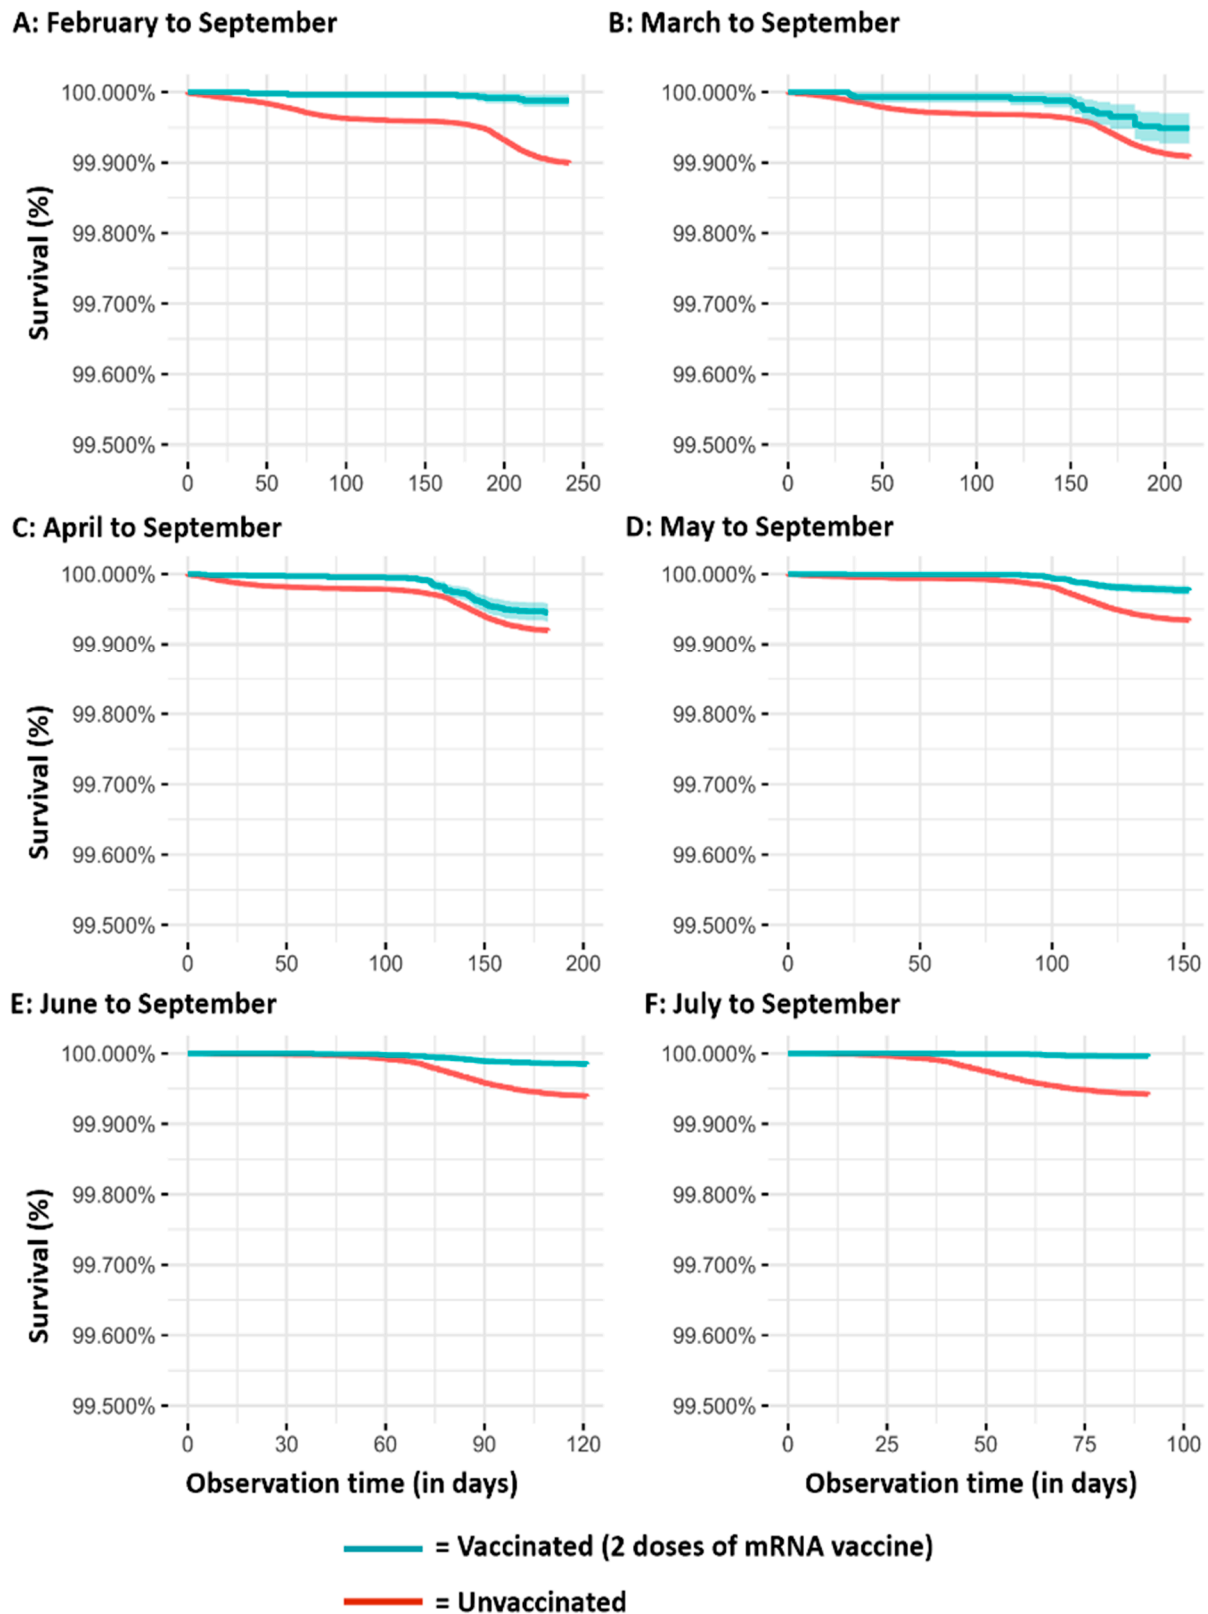 A: February to September
B: March to September
Survival (%)
100.000%
99.900%
99.800%
99.700%
99.600%
99.500%
0 50 100 150 200 250
100.000%
99.900%
99.800%
99.700%
99.600%
99.500%
0 50 100 150 200
C: April to September
D: May to September
Survival (%)
100.000%
99.900%
99.800%
99.700%
99.600%
99.500%
0 50 100 150 200
100.000%
99.900%
99.800%
99.700%
99.600%
99.500%
0 50 100 150
E: June to September
F: July to September
Survival (%)
100.000%
99.900%
99.800%
99.700%
99.600%
99.500%
0 30 60 90 120
Observation time (in days)
100.000%
99.900%
99.800%
99.700%
99.600%
99.500%
0 25 50 75 100
Observation time (in days)
= Vaccinated (2 doses of mRNA vaccine)
= Unvaccinated